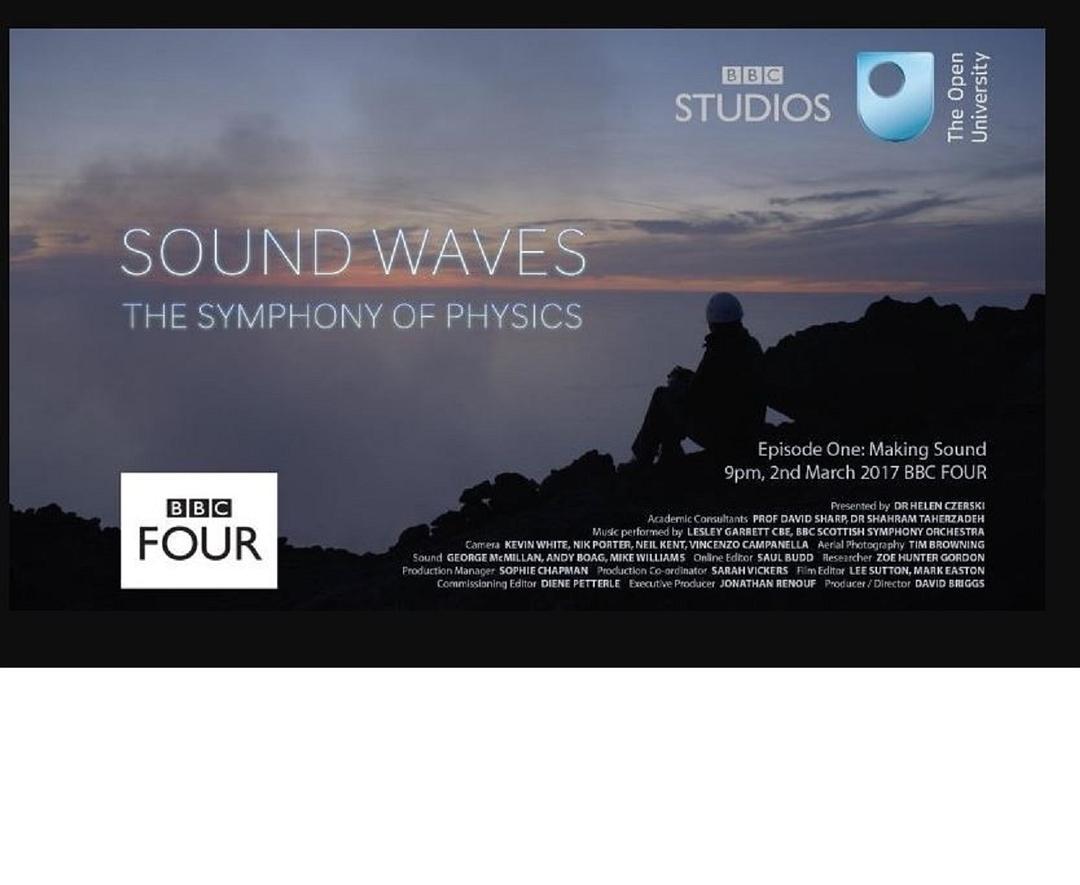 BBC
STUDIOS
The Open
University
SOUND WAVES
THE SYMPHONY OF PHYSICS
Episode One: Making Sound
9pm, 2nd March 2017 BBC FOUR
BBC
FOUR
Presented by DR HELEN CZERSKI
Academic Consultants PROF DAVID SHARP, DR SHAHRAM TAHERZADEH
Music performed by LESLEY GARRETT CBE, BBC SCOTTISH SYMPHONY ORCHESTRA
Camera KEVIN WHITE, NIK PORTER, NEIL KENT, VINCENZO CAMPANELLA Aerial Photography TIM BROWNING
Sound GEORGE McMILLAN, ANDY BOAG, MIKE WILLIAMS Online Editor SAUL BUDD Researcher ZOE HUNTER GORDON
Production Manager SOPHIE CHAPMAN Production Co-ordinator SARAH VICKERS Film Editor LEE SUTTON, MARK EASTON
Commissioning Editor DIENE PETTERLE Executive Producer JONATHAN RENOUF Producer / Director DAVID BRIGGS